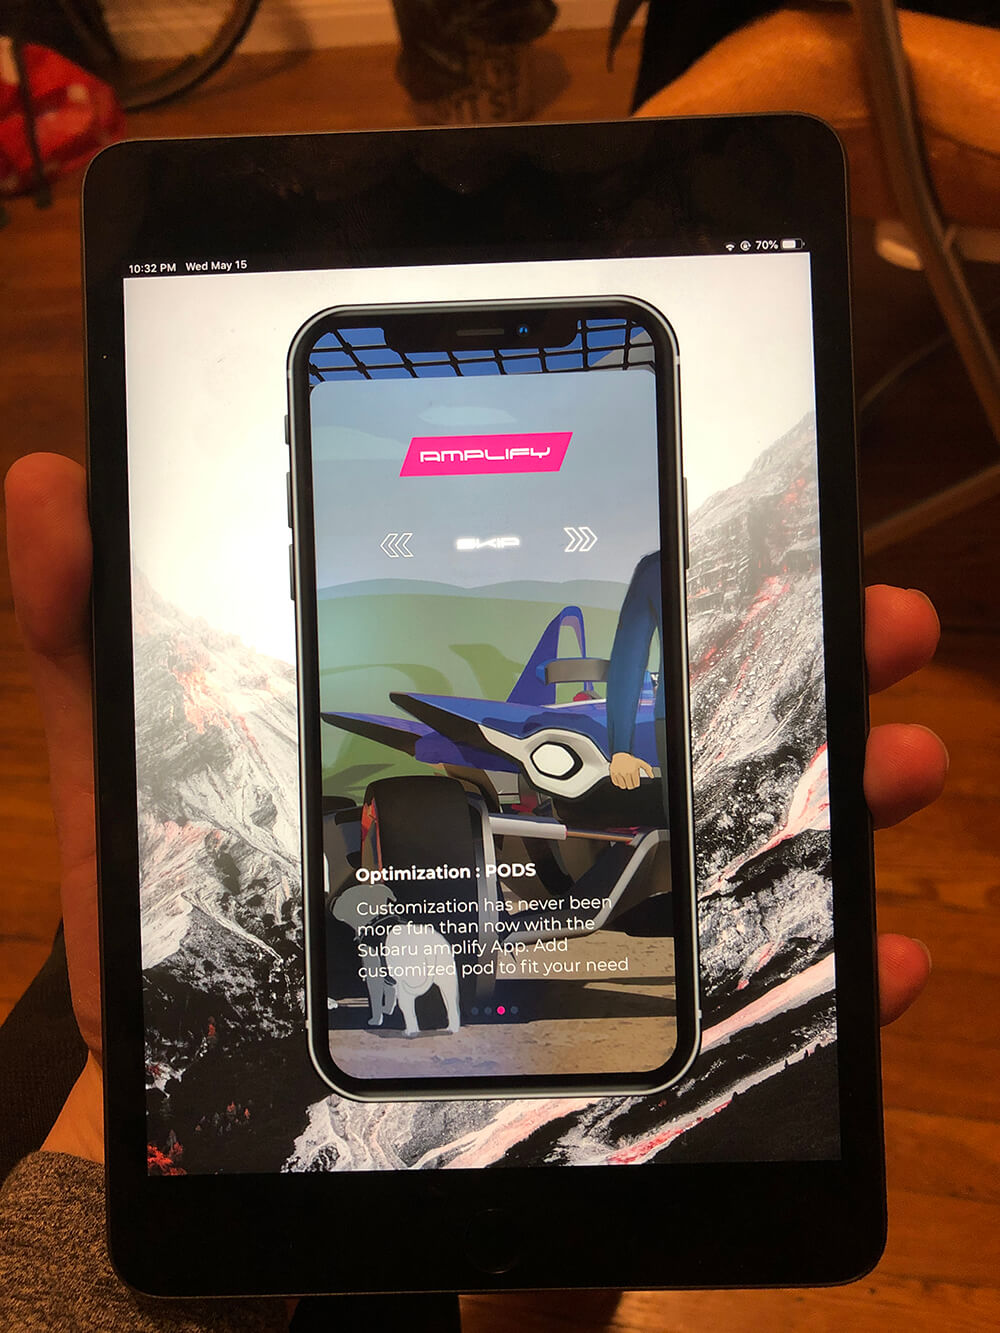 10:32 PM Wed May 15
70%
AMPLIFY
SKIP
Optimization : PODS
Customization has never been
more fun than now with the
Subaru amplify App. Add
customized pod to fit your need